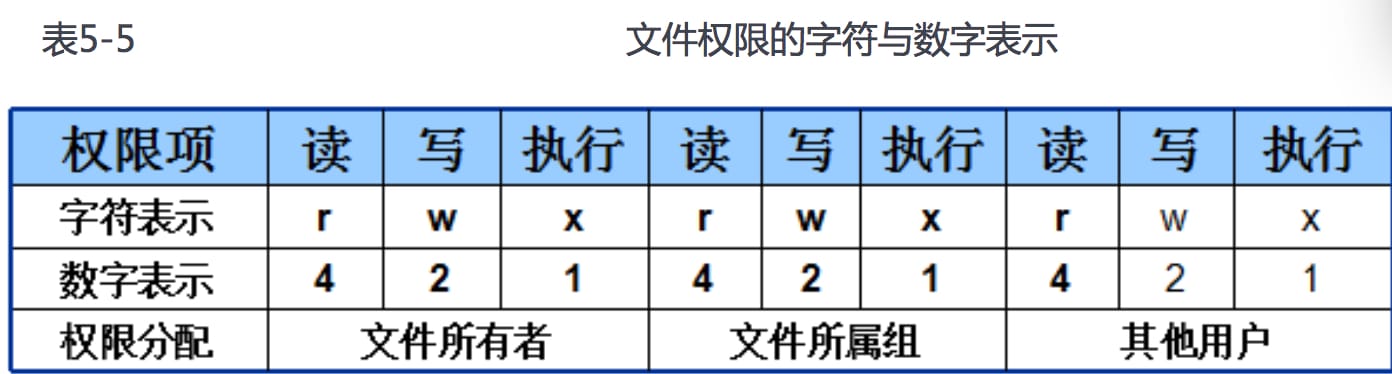 表5-5 文件权限的字符与数字表示
权限项 读 写 执行 读 写 执行 读 写 执行
字符表示 r w x r w x r w x
数字表示 4 2 1 4 2 1 4 2 1
权限分配 文件所有者 文件所属组 其他用户